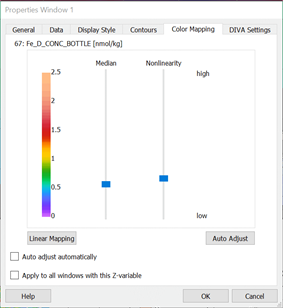 Properties Window 1
General Data Display Style Contours Color Mapping DIVA Settings
67: Fe_D_CONC_BOTTLE [nmol/kg]
Median Nonlinearity
2.5 high
2
1.5
1
0.5
0 low
Linear Mapping Auto Adjust
Auto adjust automatically
Apply to all windows with this Z-variable
Help OK Cancel